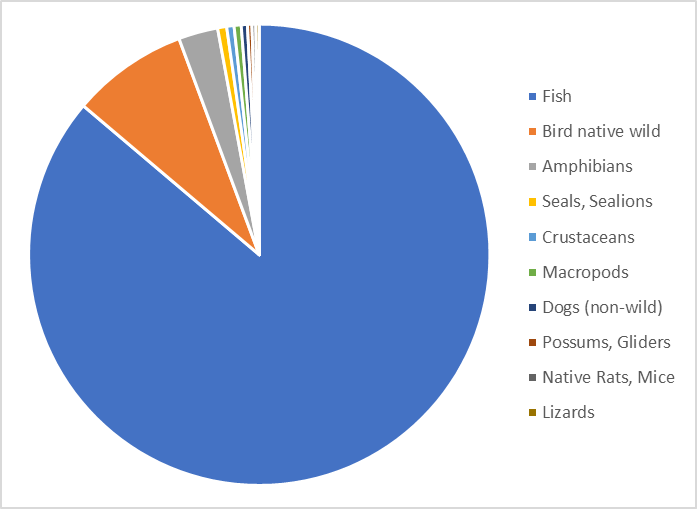 Fish
Bird native wild
Amphibians
Seals, Sealions
Crustaceans
Macropods
Dogs (non-wild)
Possums, Gliders
Native Rats, Mice
Lizards